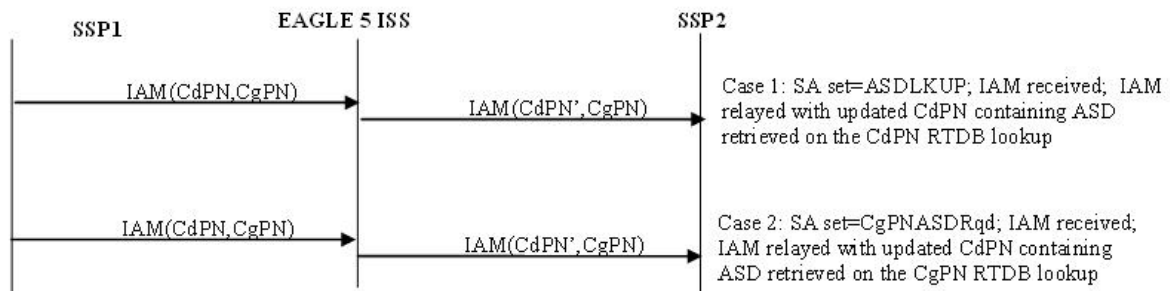 SSP1
EAGLE 5 ISS
SSP2
IAM(CdPN,CgPN)
IAM(CdPN',CgPN)
Case 1: SA set=ASDLKUP; IAM received; IAM
relayed with updated CdPN containing ASD
retrieved on the CdPN RTDB lookup
IAM(CdPN,CgPN)
IAM(CdPN',CgPN)
Case 2: SA set=CgPNASDRqd; IAM received;
IAM relayed with updated CdPN containing
ASD retrieved on the CgPN RTDB lookup